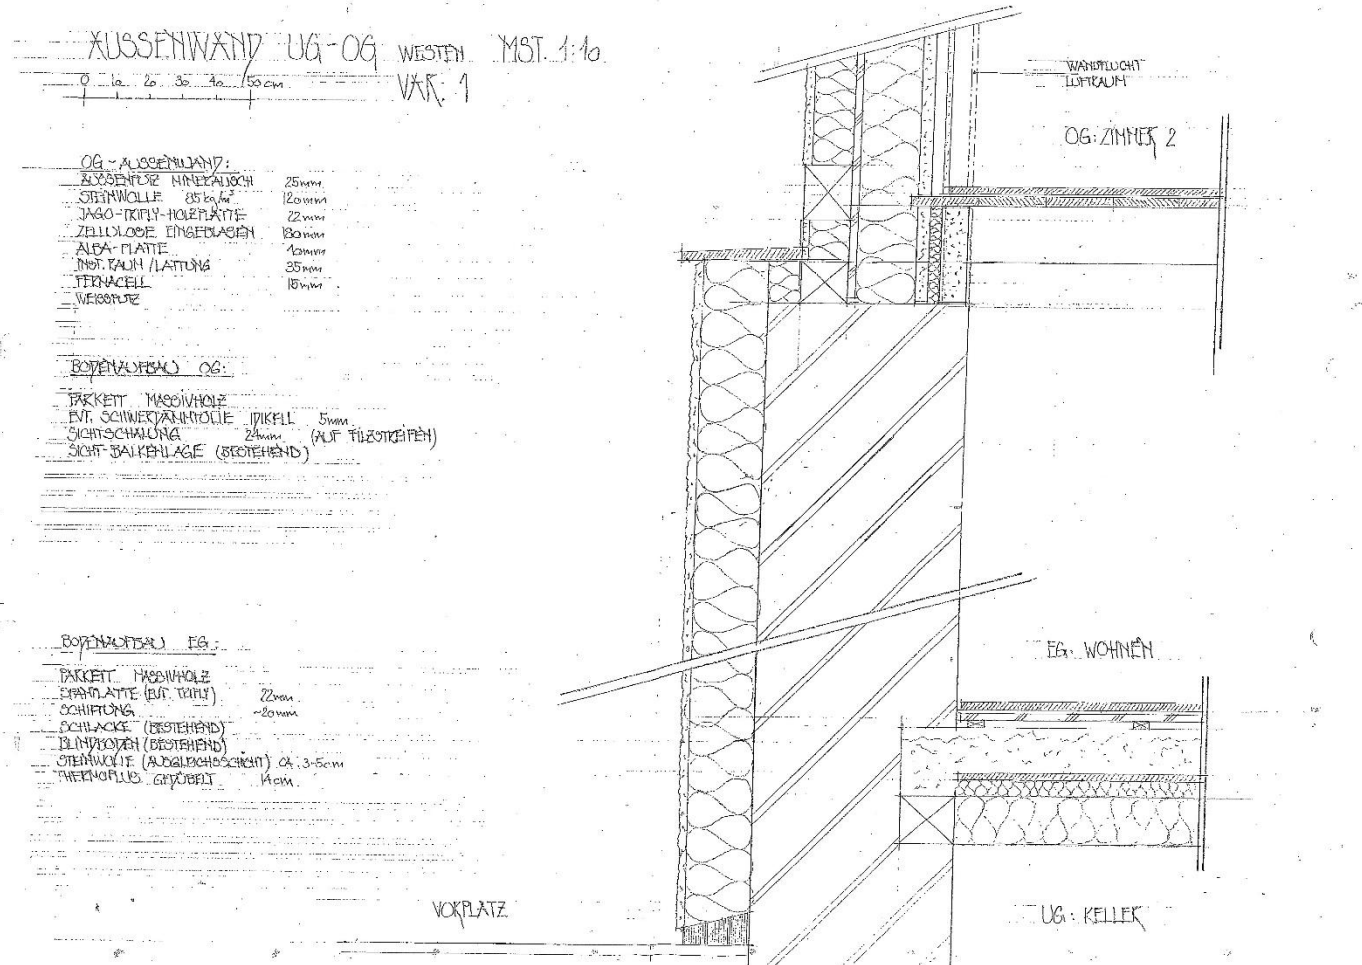 AUSSENWAND UG-OG WESTEN MST. 1:10
VAR: 1
0 10 20 30 40 50cm
OG-AUSSENWAND:
AUSSENPUTZ MINERALISCH 25mm
STEINWOLLE 85kg/m³ 120mm
JAGO-TRIPLY-HOLZPLATTE 22mm
ZELLULOSE EINGEBLASEN 180mm
ALBA-PLATTE 40mm
INST. RAUM/LATTUNG 35mm
FERMACELL 15mm
WEISSPUTZ
BODENAUFBAU OG:
PARKETT MASSIVHOLZ
EVT. SCHWERDÄMMFOLIE IDIKELL 5mm
SICHTSCHALUNG 24mm (AUF FILZSTREIFEN)
SICHT-BALKENLAGE (BESTEHEND)
BODENAUFBAU EG:
PARKETT MASSIVHOLZ
SPANPLATTE (EVT. TRIPLY) 22mm
SCHIFTUNG ~20mm
SCHLACKE (BESTEHEND)
BLINDBODEN (BESTEHEND)
STEINWOLLE (AUSGLEICHSSCHICHT) CA. 3-5cm
THERMOPLUS GEDÜBELT 14cm
WANDFLUCHT
LUFTRAUM
OG: ZIMMER 2
EG: WOHNEN
UG: KELLER
VORPLATZ